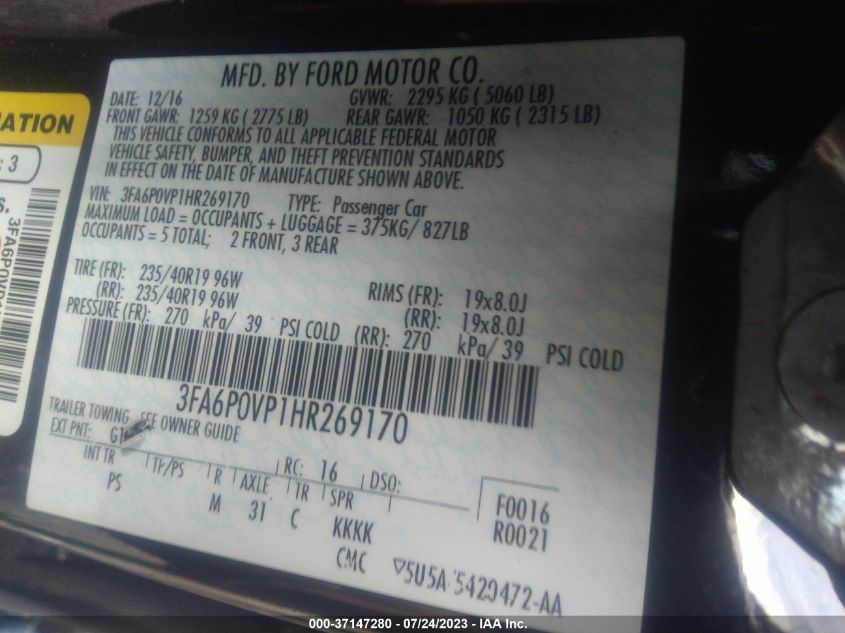 MFD. BY FORD MOTOR CO.
DATE: 12/16 GVWR: 2295 KG ( 5060 LB)
FRONT GAWR: 1259 KG ( 2775 LB) REAR GAWR: 1050 KG ( 2315 LB)
THIS VEHICLE CONFORMS TO ALL APPLICABLE FEDERAL MOTOR
VEHICLE SAFETY, BUMPER, AND THEFT PREVENTION STANDARDS
IN EFFECT ON THE DATE OF MANUFACTURE SHOWN ABOVE.
VIN: 3FA6P0VP1HR269170 TYPE: Passenger Car
MAXIMUM LOAD = OCCUPANTS + LUGGAGE = 375KG/ 827LB
OCCUPANTS = 5 TOTAL; 2 FRONT, 3 REAR
TIRE (FR): 235/40R19 96W RIMS (FR): 19x8.0J
(RR): 235/40R19 96W (RR): 19x8.0J
PRESSURE (FR): 270 kPa/ 39 PSI COLD (RR): 270 kPa/ 39 PSI COLD
3FA6P0VP1HR269170
TRAILER TOWING SEE OWNER GUIDE
EXT PNT: G1 RC: 16 DSO:
INT TR TP/PS R AXLE TR SPR F0016
PS M 31 C KKKK R0021
CMC 5U5A-5420472-AA
ATION
: 3
S.
3FA6P0VP1
000-37147280 - 07/24/2023 - IAA Inc.